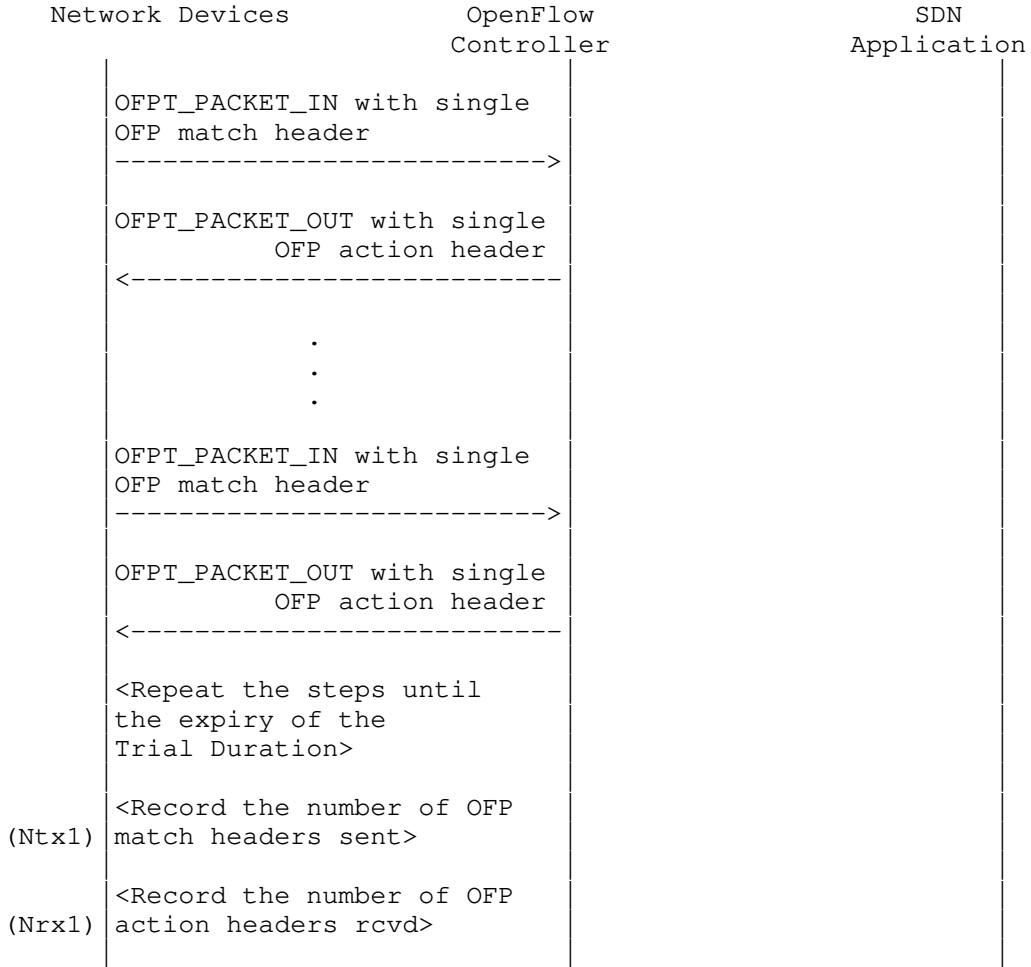 Network Devices OpenFlow SDN
Controller Application
OFPT_PACKET_IN with single
OFP match header
--------------------------->
OFPT_PACKET_OUT with single
OFP action header
<---------------------------
.
.
.
OFPT_PACKET_IN with single
OFP match header
--------------------------->
OFPT_PACKET_OUT with single
OFP action header
<---------------------------
<Repeat the steps until
the expiry of the
Trial Duration>
<Record the number of OFP
(Ntx1) match headers sent>
<Record the number of OFP
(Nrx1) action headers rcvd>